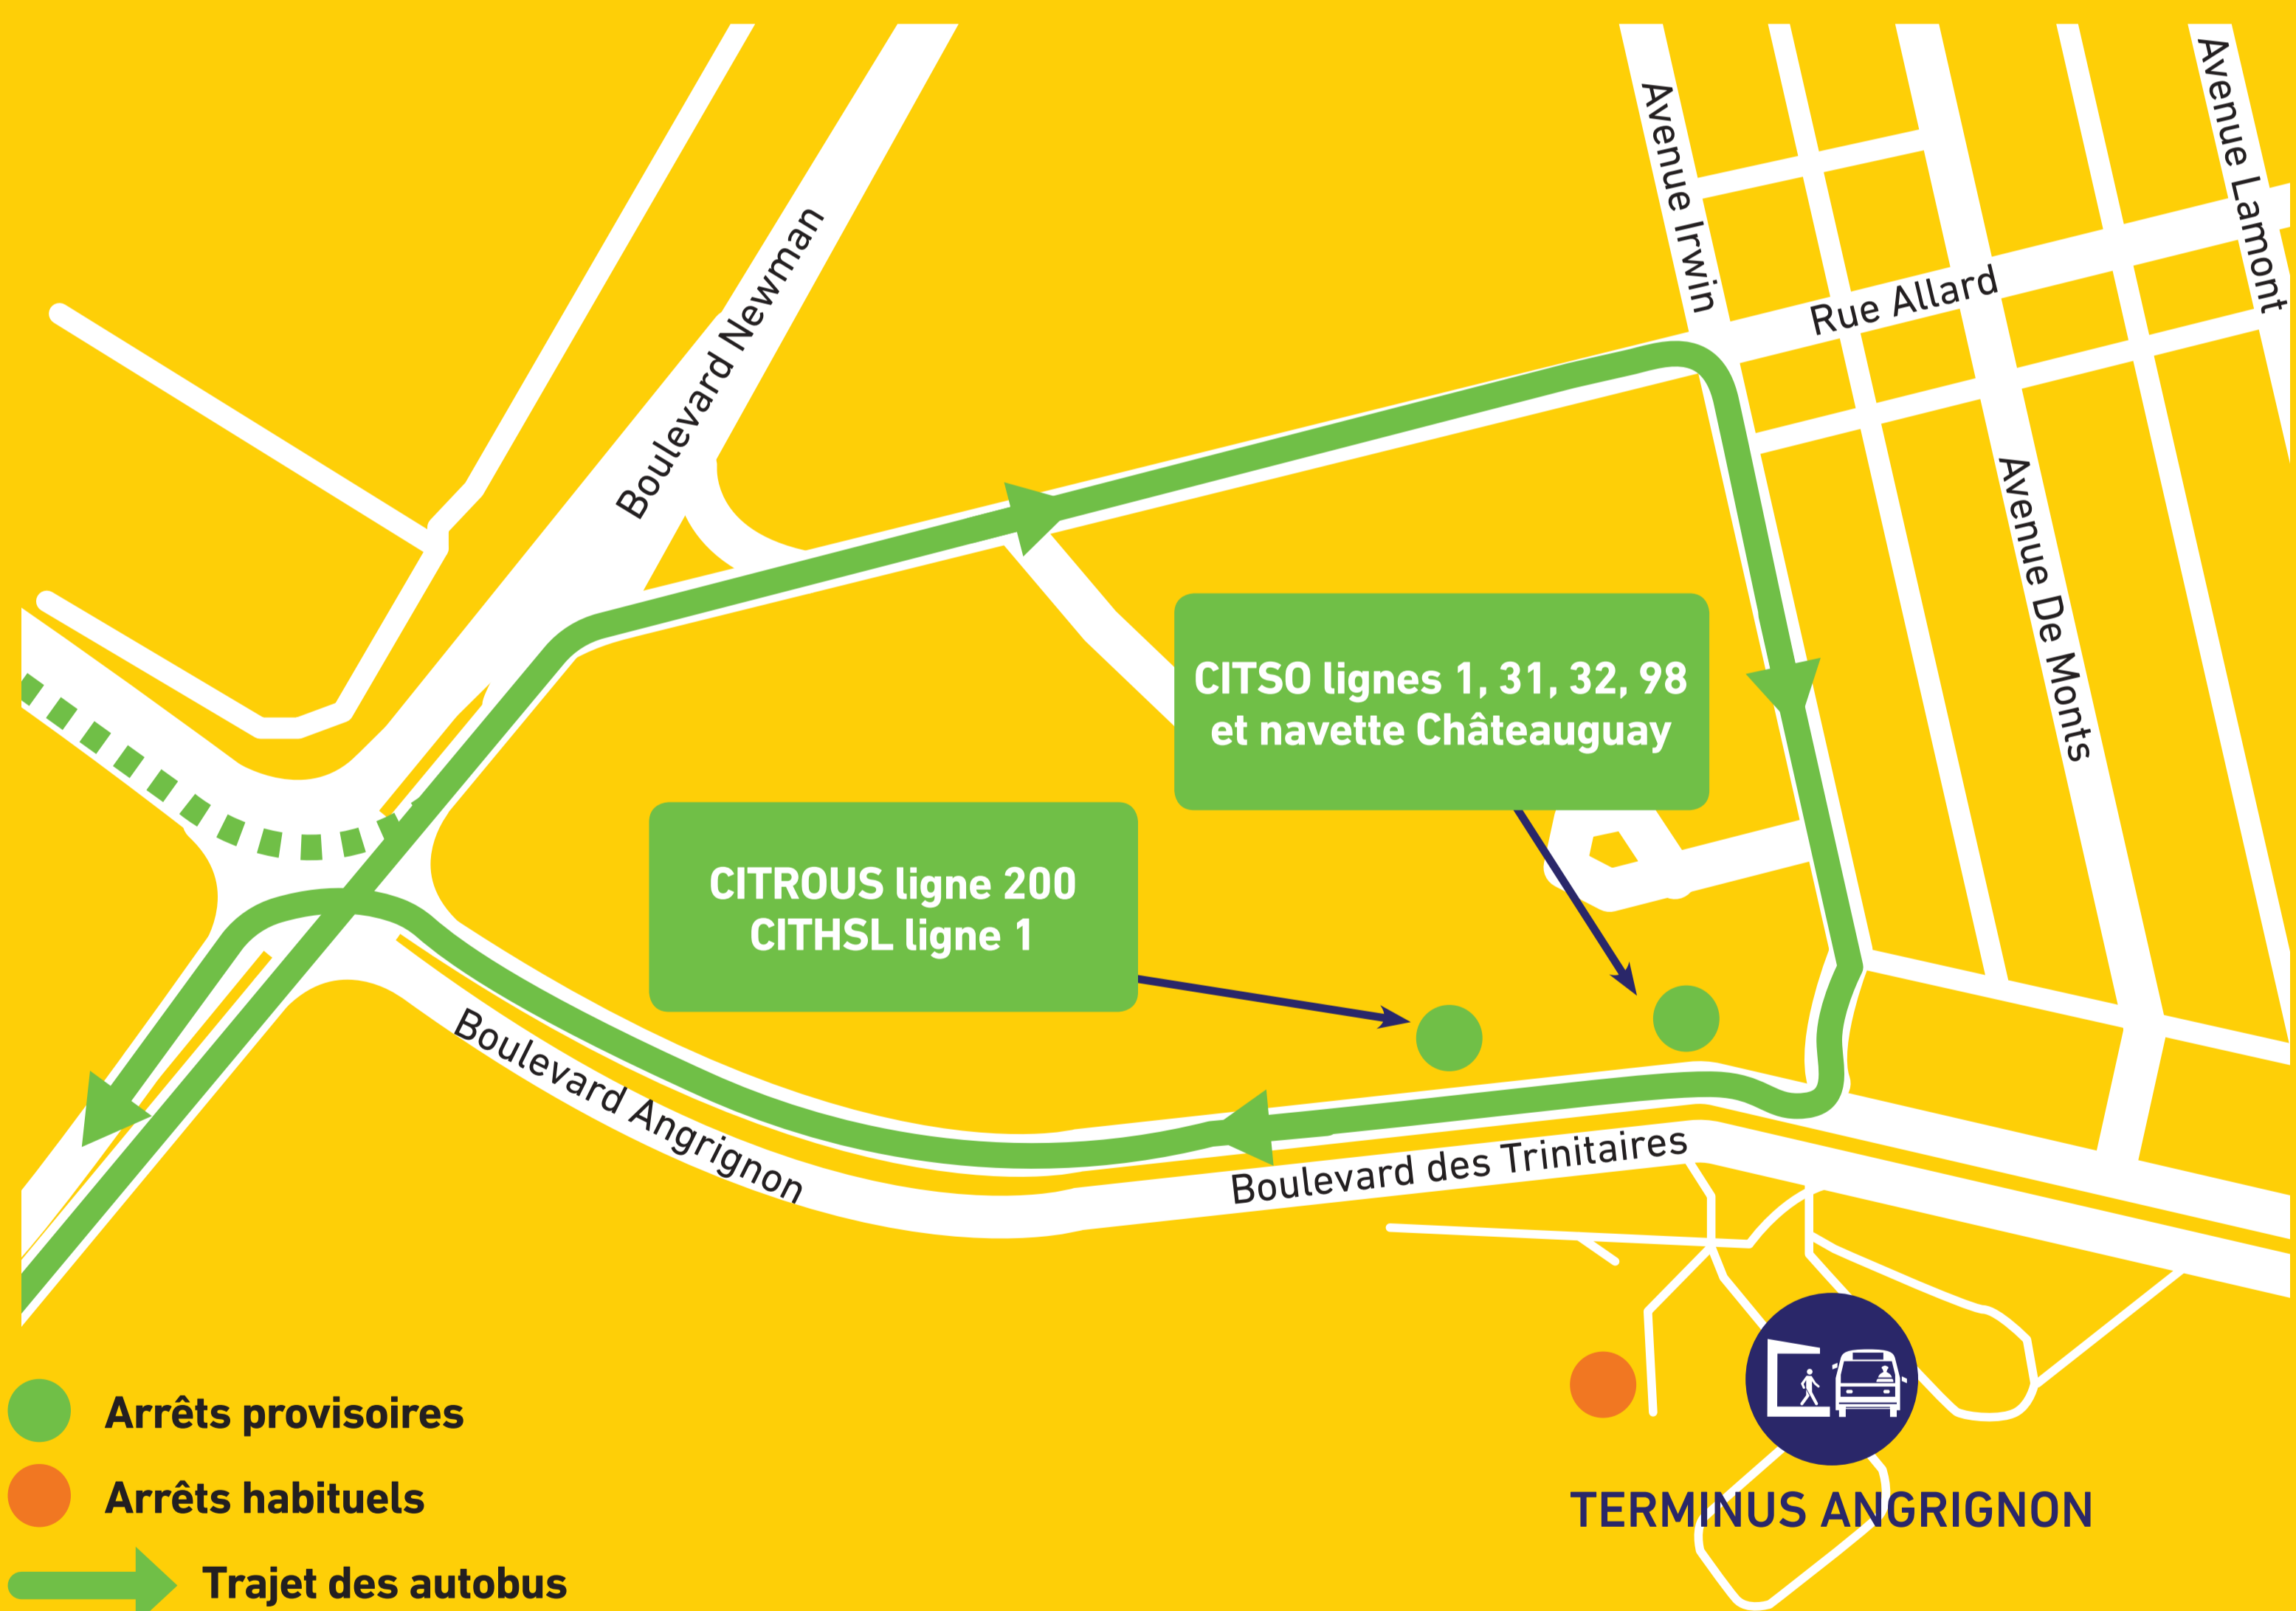 Avenue Irwin
Avenue Lamont
Boulevard Newman
Rue Allard
Avenue De Monts
CITSO lignes 1, 31, 32, 98
et navette Châteauguay
CITROUS ligne 200
CITHSL ligne 1
Boulevard Angrignon
Boulevard des Trinitaires
Arrêts provisoires
Arrêts habituels
Trajet des autobus
TERMINUS ANGRIGNON